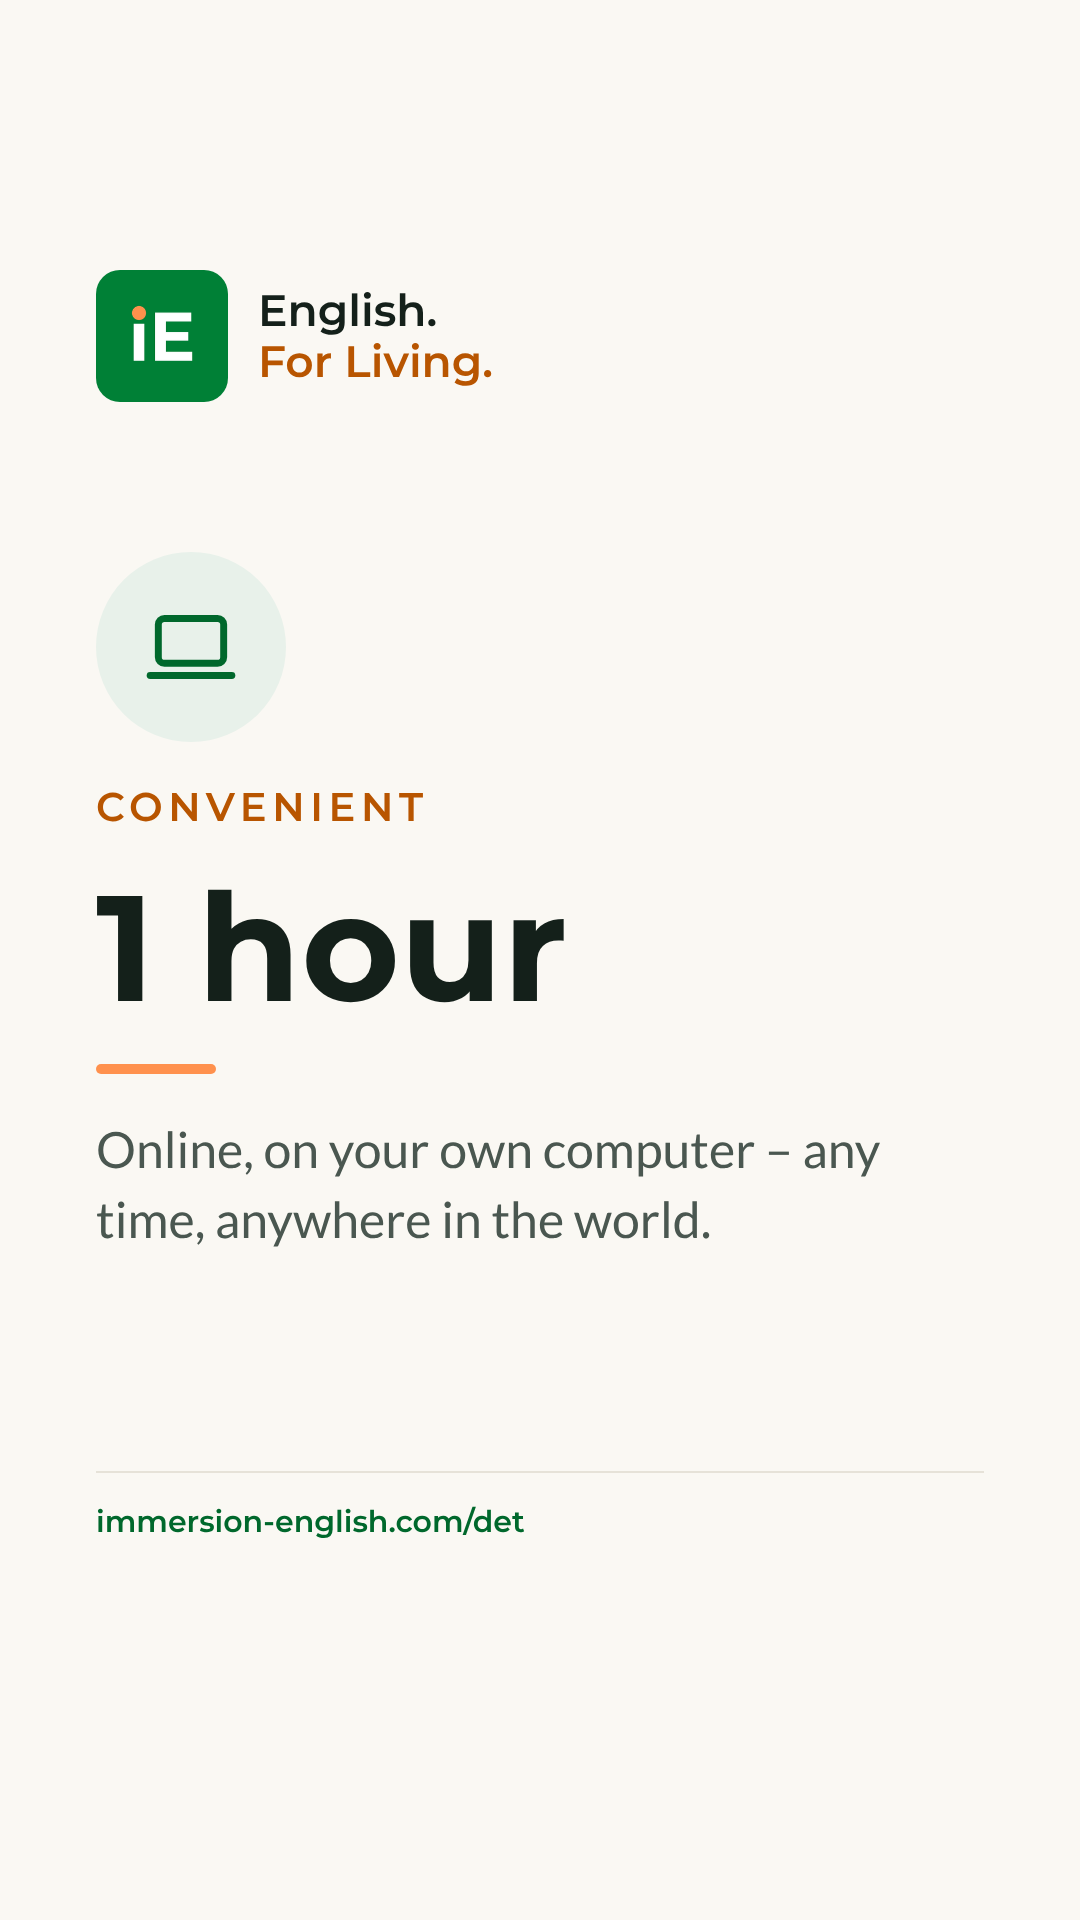 iE
English.
For Living.
CONVENIENT
1 hour
Online, on your own computer – any
time, anywhere in the world.
immersion-english.com/det